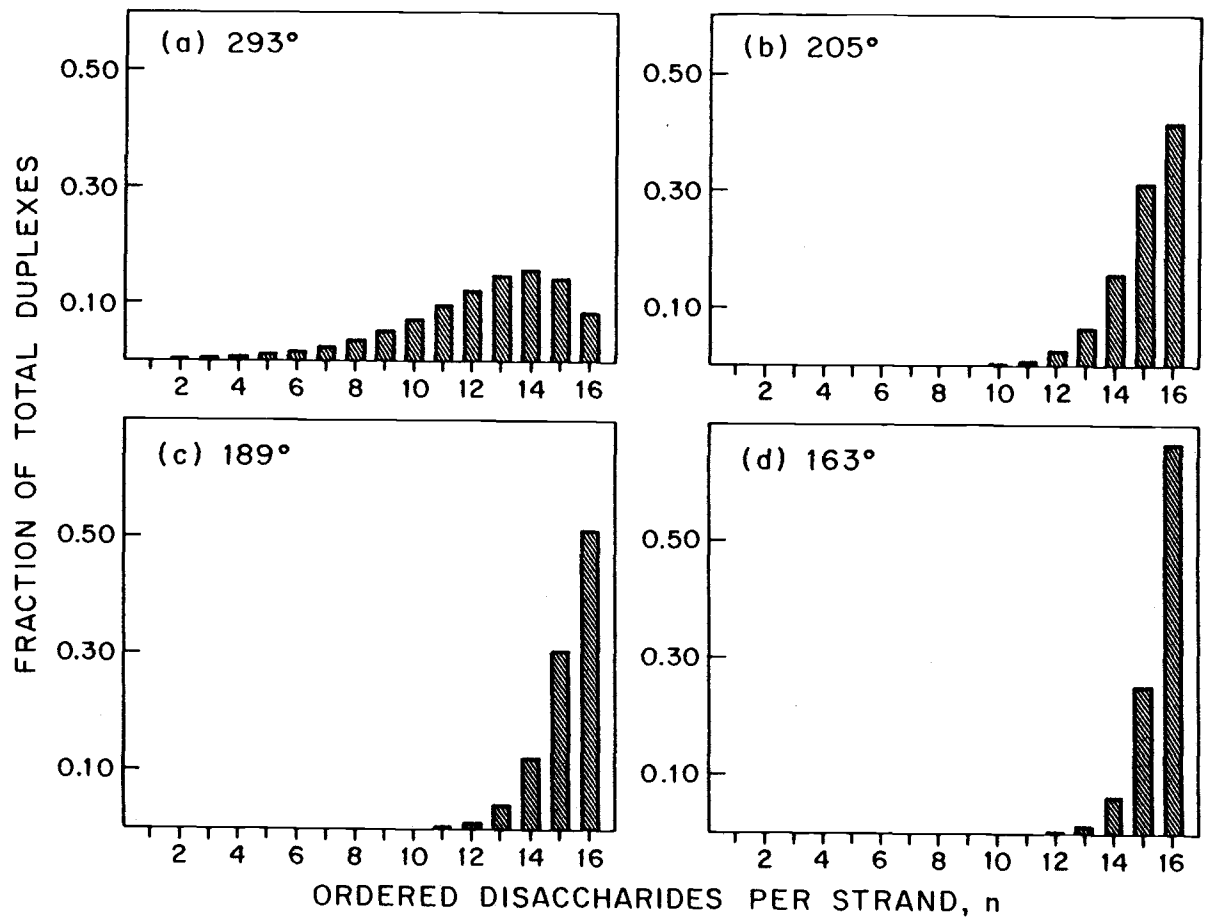 FRACTION OF TOTAL DUPLEXES
(a) 293°
0.50
0.30
0.10
2 4 6 8 10 12 14 16
(b) 205°
0.50
0.30
0.10
2 4 6 8 10 12 14 16
(c) 189°
0.50
0.30
0.10
2 4 6 8 10 12 14 16
(d) 163°
0.50
0.30
0.10
2 4 6 8 10 12 14 16
ORDERED DISACCHARIDES PER STRAND, n